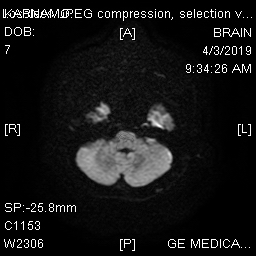 JPEG compression, selection v...
DOB:
BRAIN
7
4/3/2019
9:34:26 AM
[A]
[R]
[L]
SP:-25.8mm
C1153
W2306
[P]
GE MEDICA...